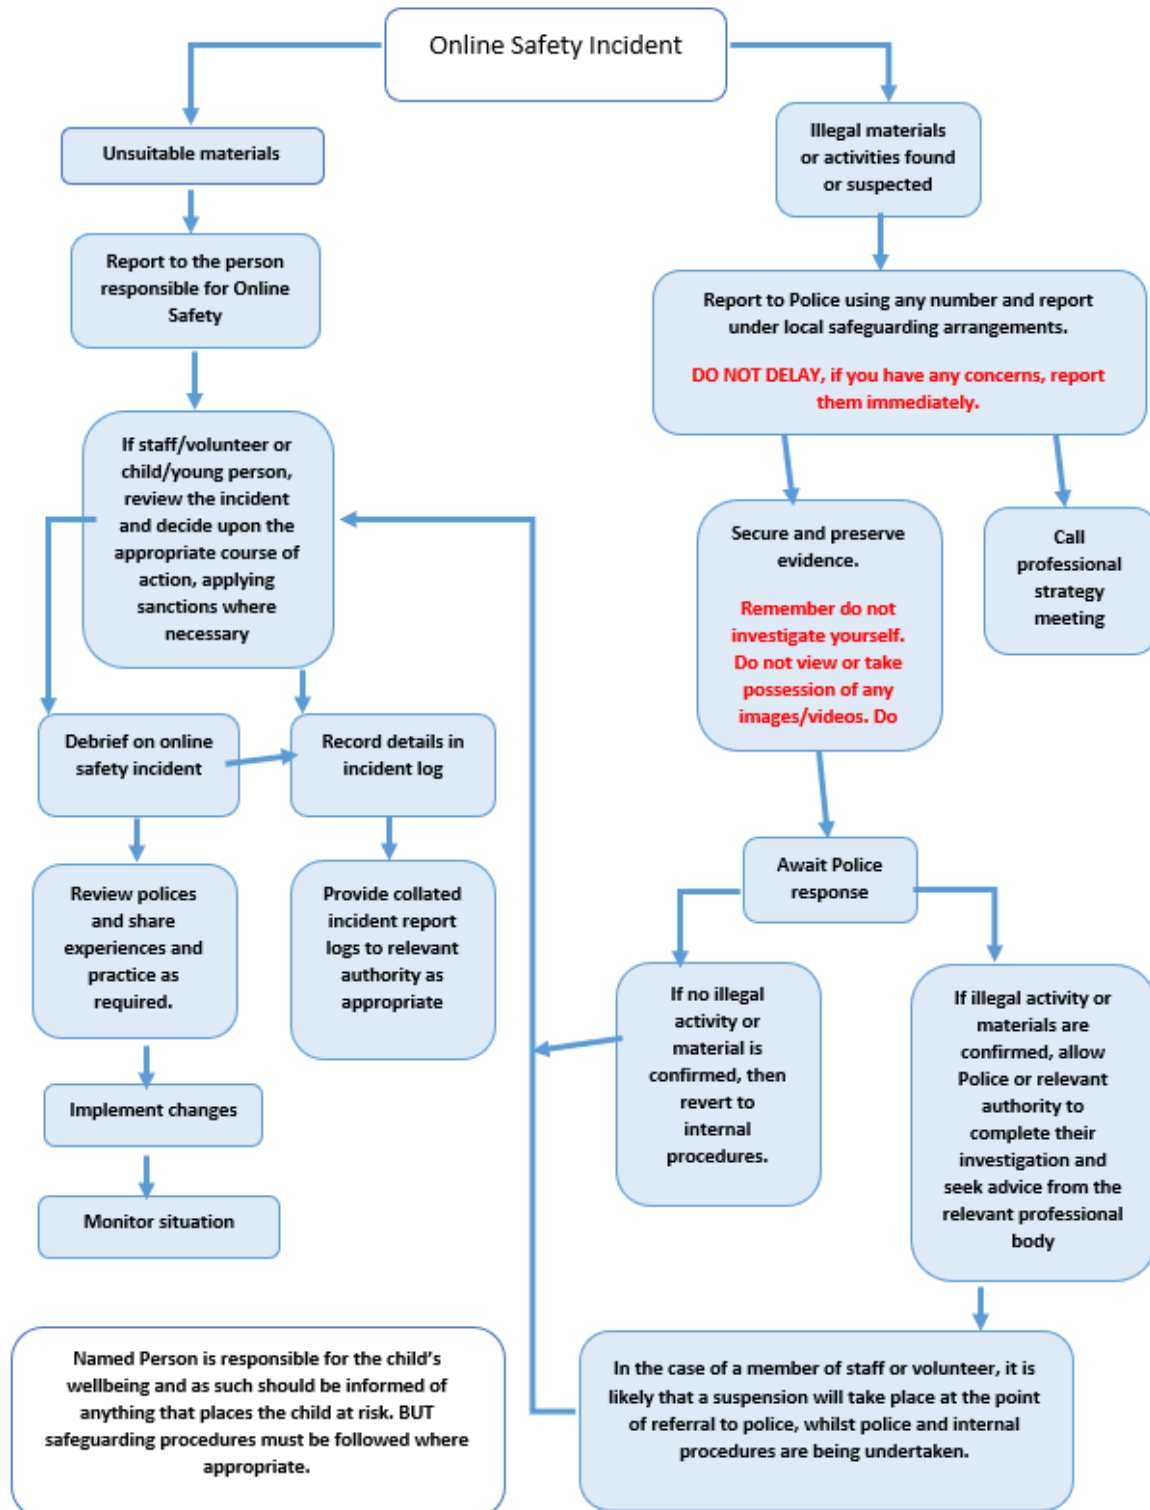 Online Safety Incident
Unsuitable materials
Illegal materials
or activities found
or suspected
Report to the person
responsible for Online
Safety
Report to Police using any number and report
under local safeguarding arrangements.
DO NOT DELAY, if you have any concerns, report
them immediately.
If staff/volunteer or
child/young person,
review the incident
and decide upon the
appropriate course of
action, applying
sanctions where
necessary
Secure and preserve
evidence.
Remember do not
investigate yourself.
Do not view or take
possession of any
images/videos. Do
Call
professional
strategy
meeting
Debrief on online
safety incident
Record details in
incident log
Await Police
response
Review polices
and share
experiences and
practice as
required.
Provide collated
incident report
logs to relevant
authority as
appropriate
If no illegal
activity or
material is
confirmed, then
revert to
internal
procedures.
If illegal activity or
materials are
confirmed, allow
Police or relevant
authority to
complete their
investigation and
seek advice from the
relevant professional
body
Implement changes
Monitor situation
Named Person is responsible for the child's
wellbeing and as such should be informed of
anything that places the child at risk. BUT
safeguarding procedures must be followed where
appropriate.
In the case of a member of staff or volunteer, it is
likely that a suspension will take place at the point
of referral to police, whilst police and internal
procedures are being undertaken.